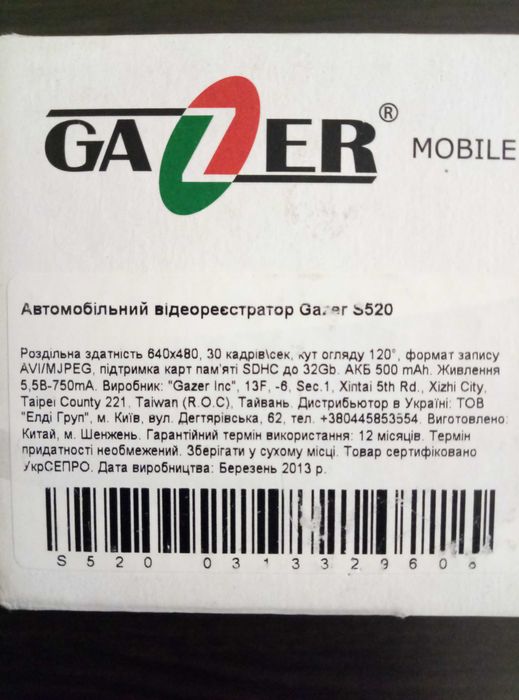 GAZER® MOBILE
Автомобільний відеореєстратор Gazer S520
Роздільна здатність 640x480, 30 кадрів\сек, кут огляду 120°, формат запису
AVI/MJPEG, підтримка карт пам'яті SDHC до 32Gb. АКБ 500 mAh. Живлення
5,5В-750mA. Виробник: "Gazer Inc", 13F, -6, Sec.1, Xintai 5th Rd., Xizhi City,
Taipei County 221, Taiwan (R.O.C), Тайвань. Дистрибьютор в Україні: ТОВ
"Елді Груп", м. Київ, вул. Дегтярівська, 62, тел. +380445853554. Виготовлено:
Китай, м. Шенжень. Гарантійний термін використання: 12 місяців. Термін
придатності необмежений. Зберігати у сухому місці. Товар сертифіковано
УкрСЕПРО. Дата виробництва: Березень 2013 р.
S520 03133296